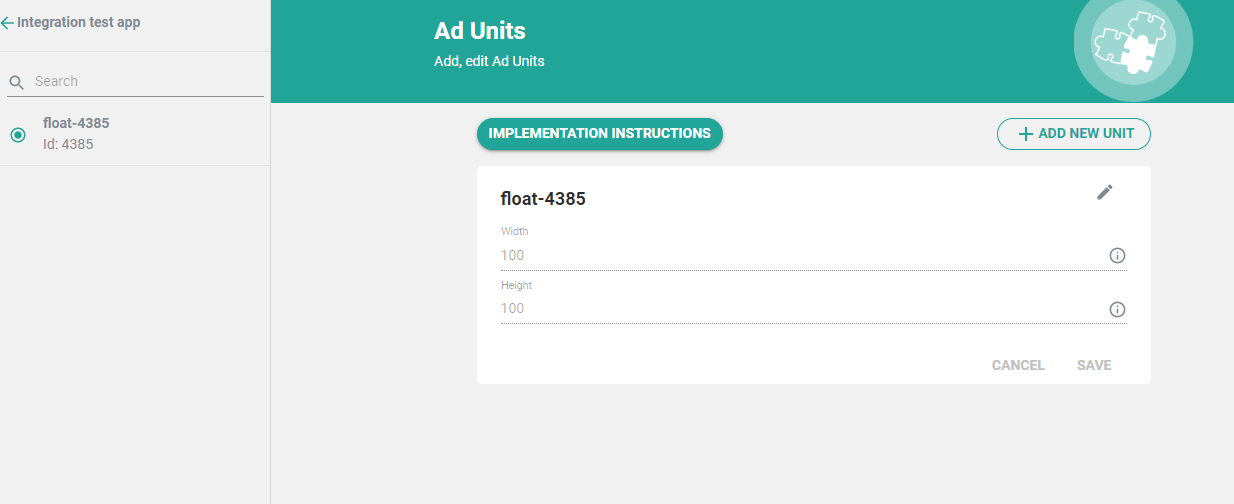 Integration test app
Search
float-4385
Id: 4385
Ad Units
Add, edit Ad Units
IMPLEMENTATION INSTRUCTIONS
ADD NEW UNIT
float-4385
Width
100
Height
100
CANCEL SAVE